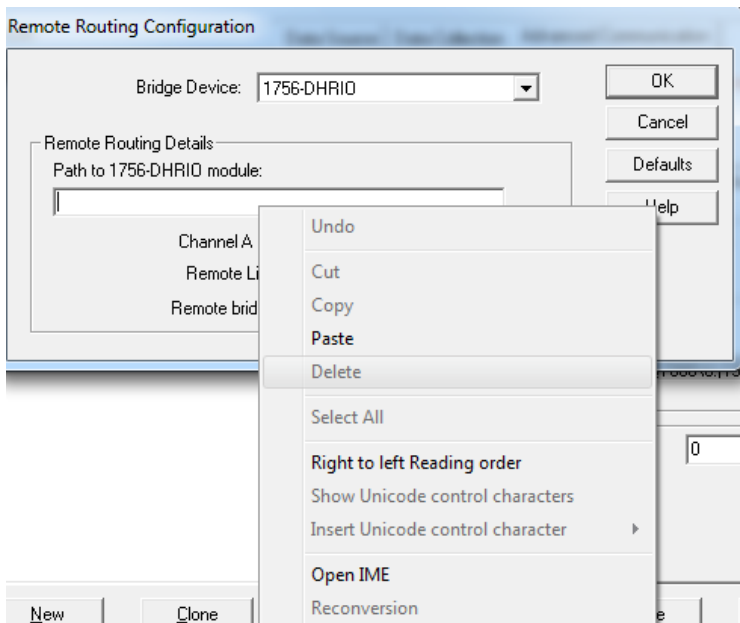 Remote Routing Configuration
Bridge Device: 1756-DHRIO
OK
Cancel
Defaults
Help
Remote Routing Details
Path to 1756-DHRIO module:
Channel A
Remote Li
Remote brid
Undo
Cut
Copy
Paste
Delete
Select All
Right to left Reading order
Show Unicode control characters
Insert Unicode control character
Open IME
Reconversion
0
New
Clone
e